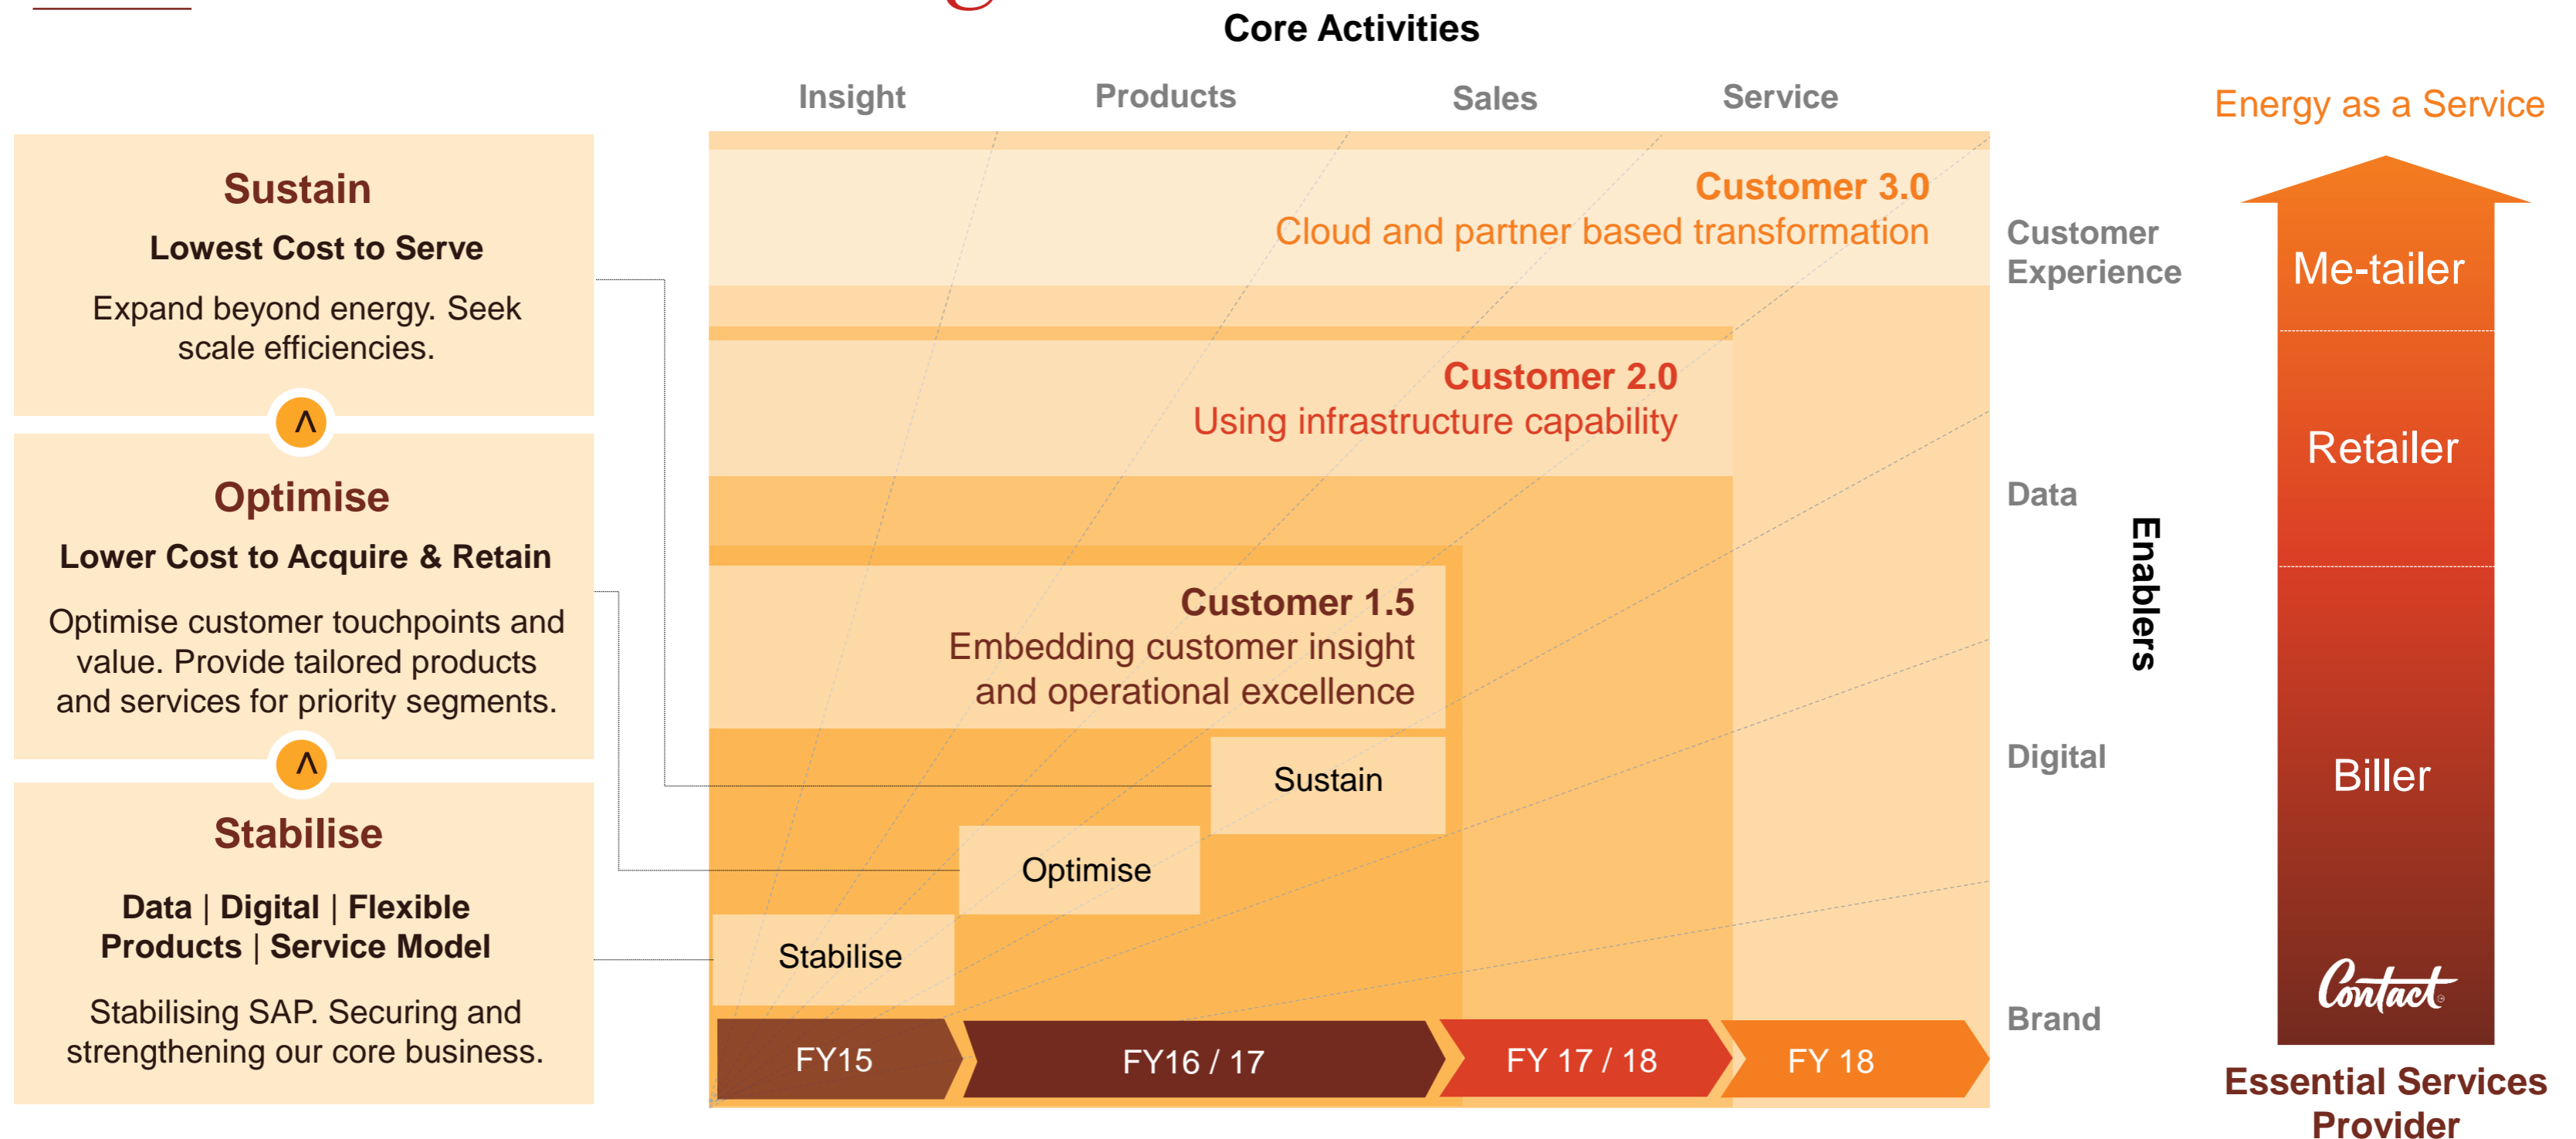 Core Activities
Insight
Products
Sales
Service
Sustain
Lowest Cost to Serve
Expand beyond energy. Seek
scale efficiencies.
^
Optimise
Lower Cost to Acquire & Retain
Optimise customer touchpoints and
value. Provide tailored products
and services for priority segments.
^
Stabilise
Data | Digital | Flexible
Products | Service Model
Stabilising SAP. Securing and
strengthening our core business.
Customer 3.0
Cloud and partner based transformation
Customer 2.0
Using infrastructure capability
Customer 1.5
Embedding customer insight
and operational excellence
Sustain
Optimise
Stabilise
FY15
FY16 / 17
FY 17 / 18
FY 18
Customer
Experience
Data
Digital
Brand
Enablers
Energy as a Service
Me-tailer
Retailer
Biller
Contact
Essential Services
Provider